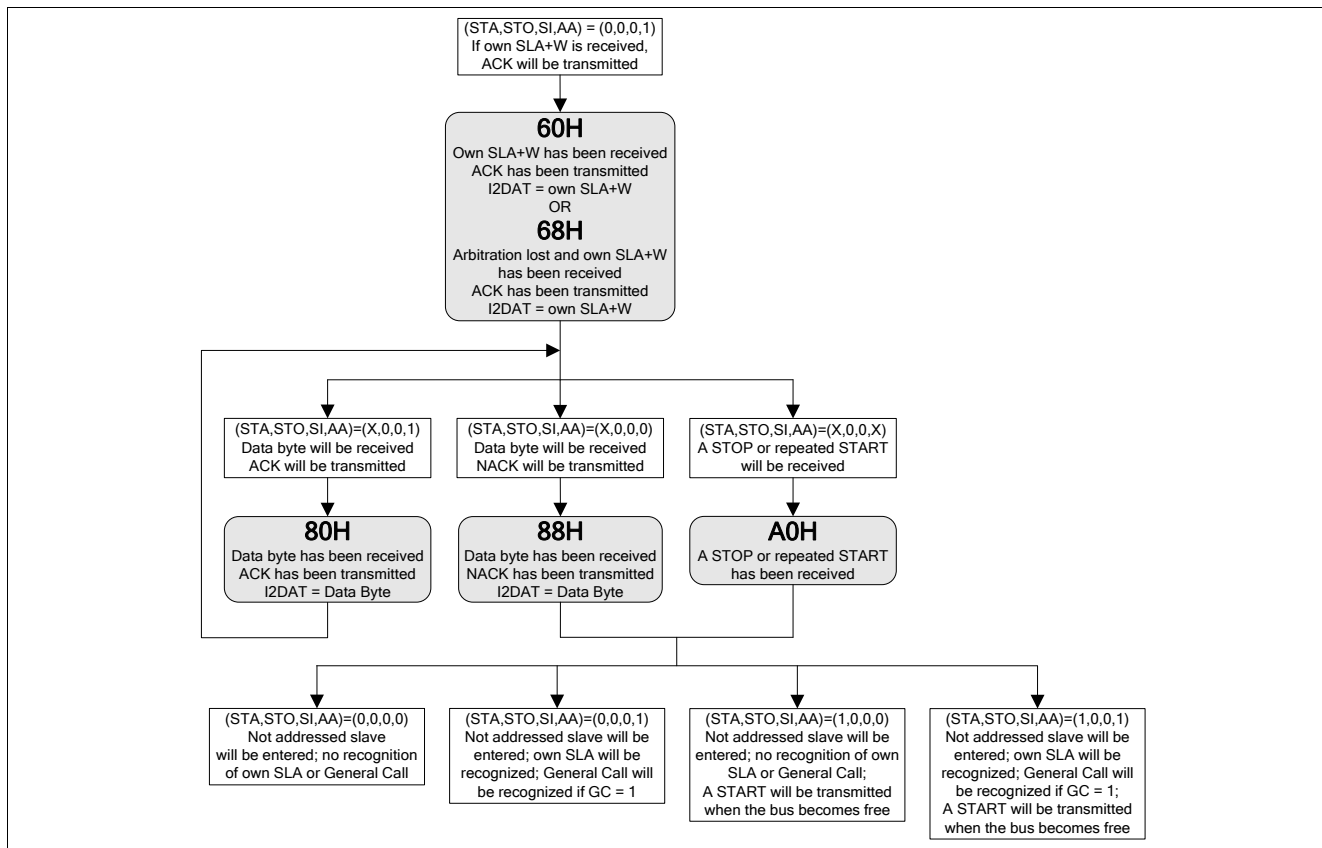 (STA,STO,SI,AA) = (0,0,0,1)
If own SLA+W is received,
ACK will be transmitted
60H
Own SLA+W has been received
ACK has been transmitted
I2DAT = own SLA+W
OR
68H
Arbitration lost and own SLA+W
has been received
ACK has been transmitted
I2DAT = own SLA+W
(STA,STO,SI,AA)=(X,0,0,1)
Data byte will be received
ACK will be transmitted
(STA,STO,SI,AA)=(X,0,0,0)
Data byte will be received
NACK will be transmitted
(STA,STO,SI,AA)=(X,0,0,X)
A STOP or repeated START
will be received
80H
Data byte has been received
ACK has been transmitted
I2DAT = Data Byte
88H
Data byte has been received
NACK has been transmitted
I2DAT = Data Byte
A0H
A STOP or repeated START
has been received
(STA,STO,SI,AA)=(0,0,0,0)
Not addressed slave
will be entered; no recognition
of own SLA or General Call
(STA,STO,SI,AA)=(0,0,0,1)
Not addressed slave will be
entered; own SLA will be
recognized; General Call will
be recognized if GC = 1
(STA,STO,SI,AA)=(1,0,0,0)
Not addressed slave will be
entered; no recognition of own
SLA or General Call;
A START will be transmitted
when the bus becomes free
(STA,STO,SI,AA)=(1,0,0,1)
Not addressed slave will be
entered; own SLA will be
recognized; General Call will
be recognized if GC = 1;
A START will be transmitted
when the bus becomes free